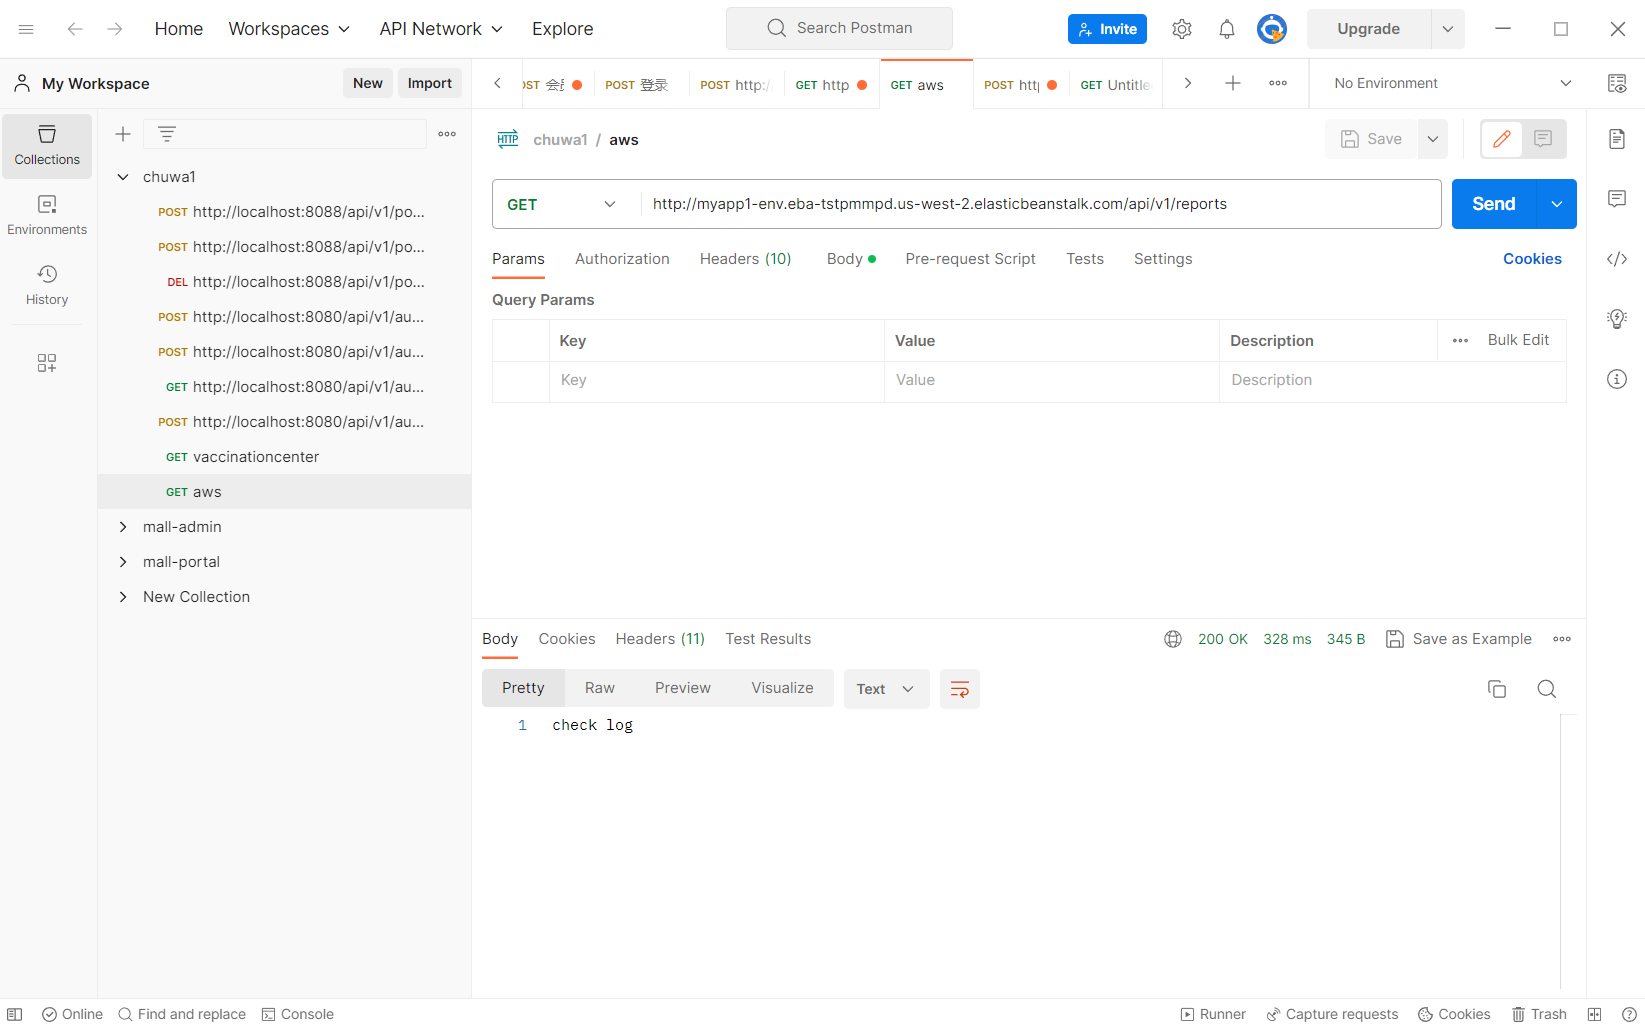 Home Workspaces API Network Explore Search Postman Invite Upgrade
My Workspace New Import
OST 会员 POST 登录 POST http:/ GET http GET aws POST htt GET Untitle No Environment
Collections
Environments
History
chuwa1
POST http://localhost:8088/api/v1/po...
POST http://localhost:8088/api/v1/po...
DEL http://localhost:8088/api/v1/po...
POST http://localhost:8080/api/v1/au...
POST http://localhost:8080/api/v1/au...
GET http://localhost:8080/api/v1/au...
POST http://localhost:8080/api/v1/au...
GET vaccinationcenter
GET aws
mall-admin
mall-portal
New Collection
HTTP chuwa1 / aws Save
GET http://myapp1-env.eba-tstpmmpd.us-west-2.elasticbeanstalk.com/api/v1/reports Send
Params Authorization Headers (10) Body Pre-request Script Tests Settings Cookies
Query Params
Key Value Description Bulk Edit
Key Value Description
Body Cookies Headers (11) Test Results 200 OK 328 ms 345 B Save as Example
Pretty Raw Preview Visualize Text
1 check log
Online Find and replace Console Runner Capture requests Cookies Trash